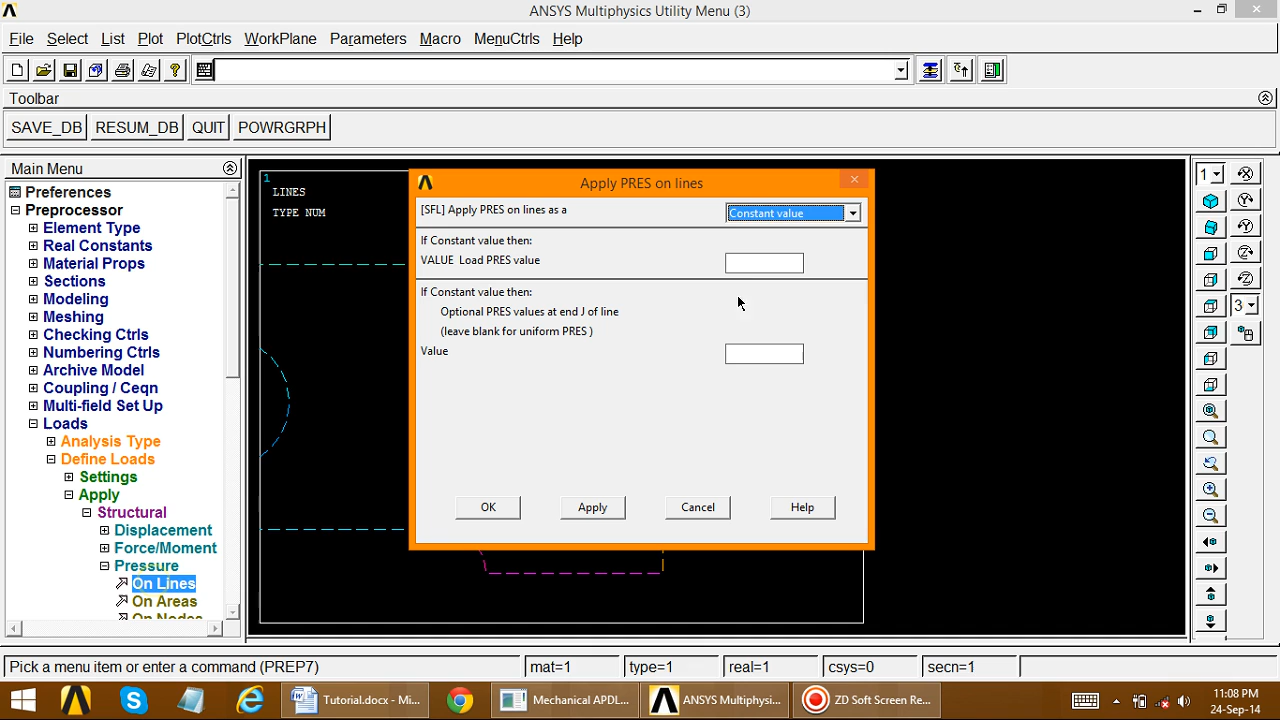 ANSYS Multiphysics Utility Menu (3)
File Select List Plot PlotCtrls WorkPlane Parameters Macro MenuCtrls Help
Toolbar
SAVE_DB RESUM_DB QUIT POWRGRPH
Main Menu
Preferences
Preprocessor
Element Type
Real Constants
Material Props
Sections
Modeling
Meshing
Checking Ctrls
Numbering Ctrls
Archive Model
Coupling / Ceqn
Multi-field Set Up
Loads
Analysis Type
Define Loads
Settings
Apply
Structural
Displacement
Force/Moment
Pressure
On Lines
On Areas
On Nodes
1
LINES
TYPE NUM
Apply PRES on lines
[SFL] Apply PRES on lines as a
Constant value
If Constant value then:
VALUE Load PRES value
If Constant value then:
Optional PRES values at end J of line
(leave blank for uniform PRES )
Value
OK Apply Cancel Help
1
3
Pick a menu item or enter a command (PREP7)
mat=1 type=1 real=1 csys=0 secn=1
Tutorial.docx - Mi...
Mechanical APDL...
ANSYS Multiphysi...
ZD Soft Screen Re...
11:08 PM
24-Sep-14